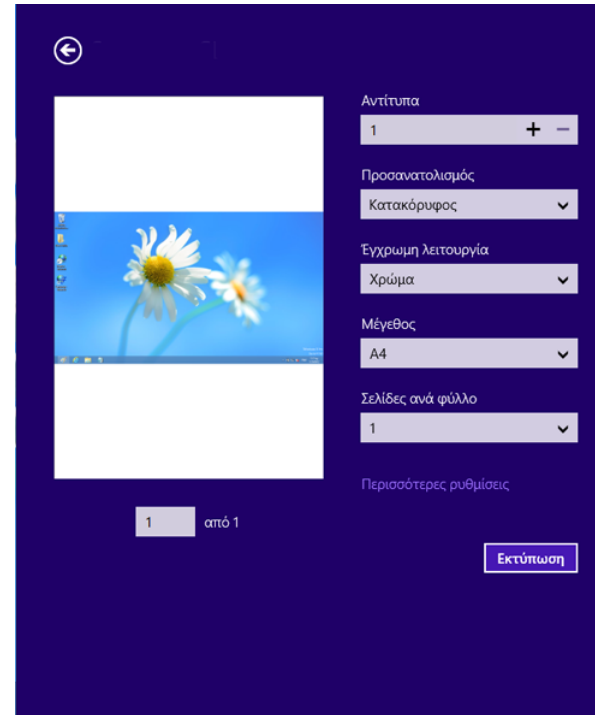 Αντίτυπα
1
Προσανατολισμός
Κατακόρυφος
Έγχρωμη λειτουργία
Χρώμα
Μέγεθος
A4
Σελίδες ανά φύλλο
1
Περισσότερες ρυθμίσεις
1 από 1
Εκτύπωση